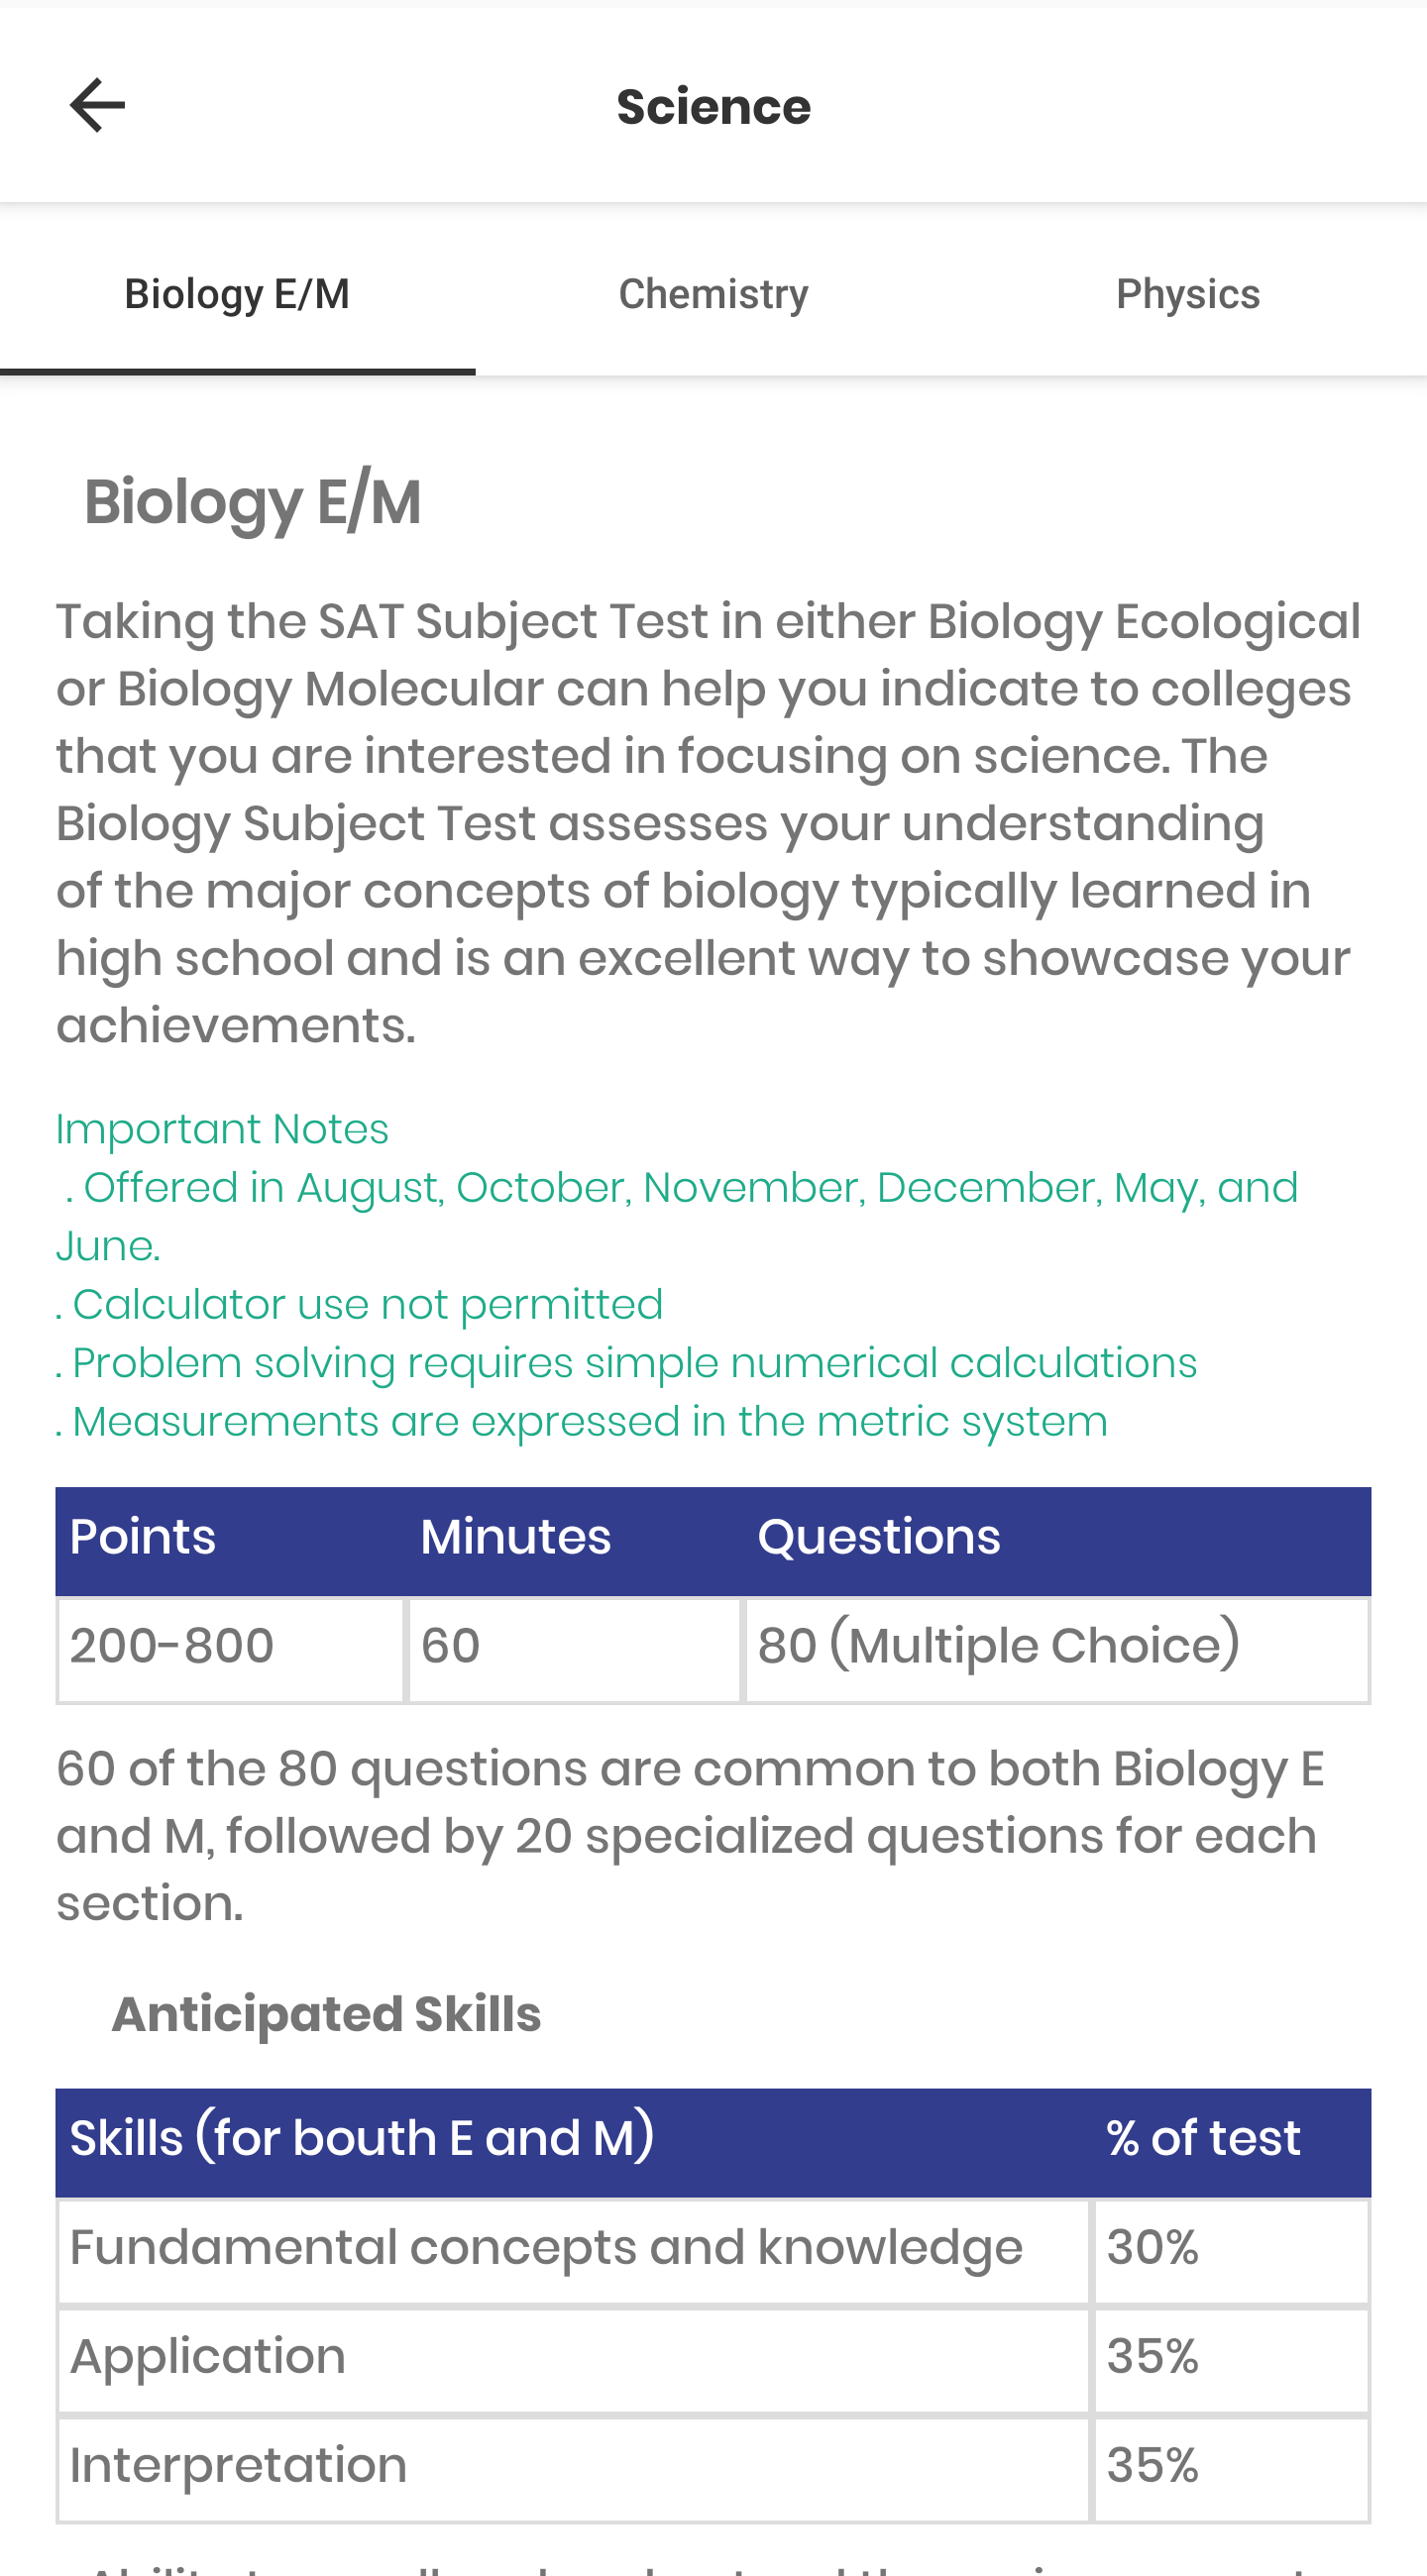 Science
Biology E/M
Chemistry
Physics
Biology E/M
Taking the SAT Subject Test in either Biology Ecological
or Biology Molecular can help you indicate to colleges
that you are interested in focusing on science. The
Biology Subject Test assesses your understanding
of the major concepts of biology typically learned in
high school and is an excellent way to showcase your
achievements.
Important Notes
. Offered in August, October, November, December, May, and
June.
. Calculator use not permitted
. Problem solving requires simple numerical calculations
. Measurements are expressed in the metric system
Points Minutes Questions
200-800 60 80 (Multiple Choice)
60 of the 80 questions are common to both Biology E
and M, followed by 20 specialized questions for each
section.
Anticipated Skills
Skills (for bouth E and M) % of test
Fundamental concepts and knowledge 30%
Application 35%
Interpretation 35%